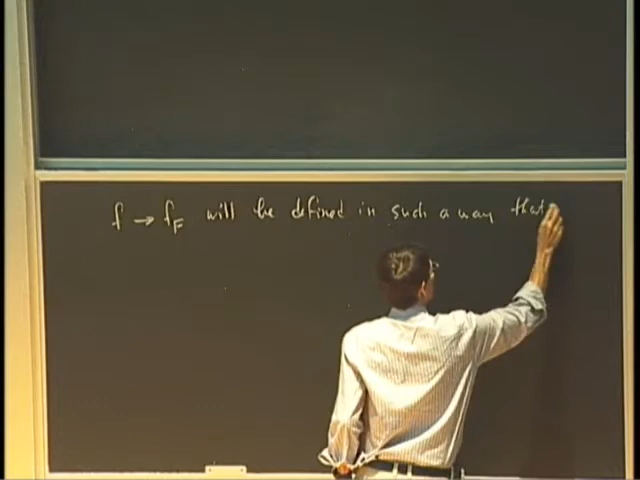 f → f_F will be defined in such a way that